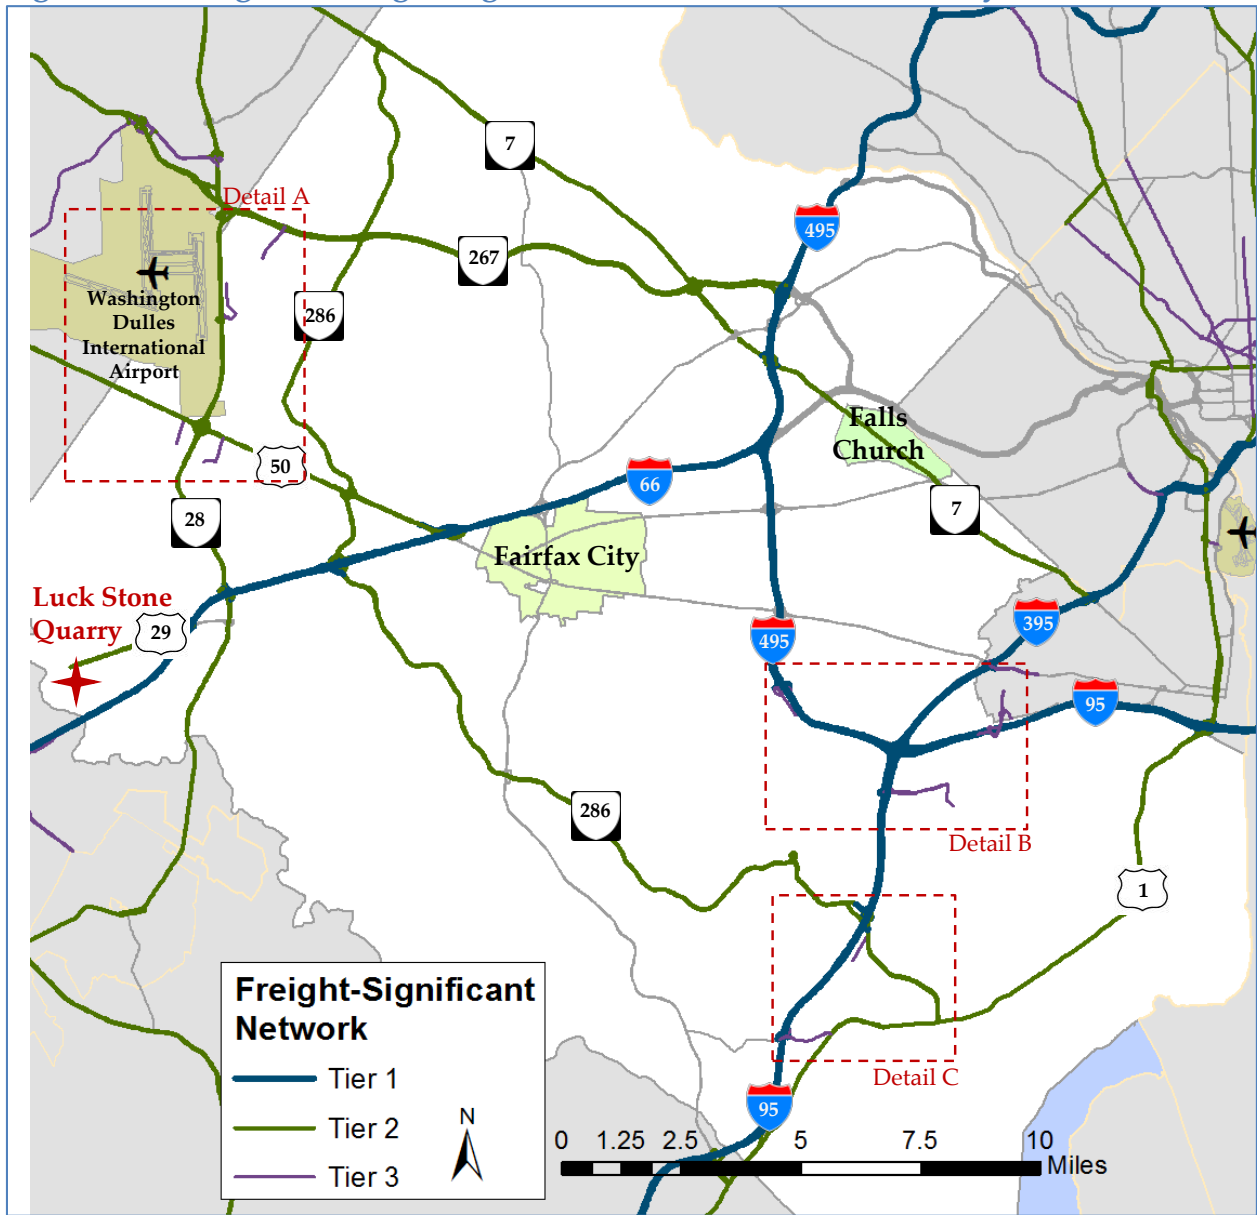 7
495
Detail A
267
Washington
Dulles
International
Airport
286
Falls
Church
50
66
7
28
Fairfax City
Luck Stone
Quarry
29
495
395
95
286
Detail B
1
Freight-Significant
Network
Tier 1
Tier 2
Tier 3
N
Detail C
95
0 1.25 2.5 5 7.5 10
Miles